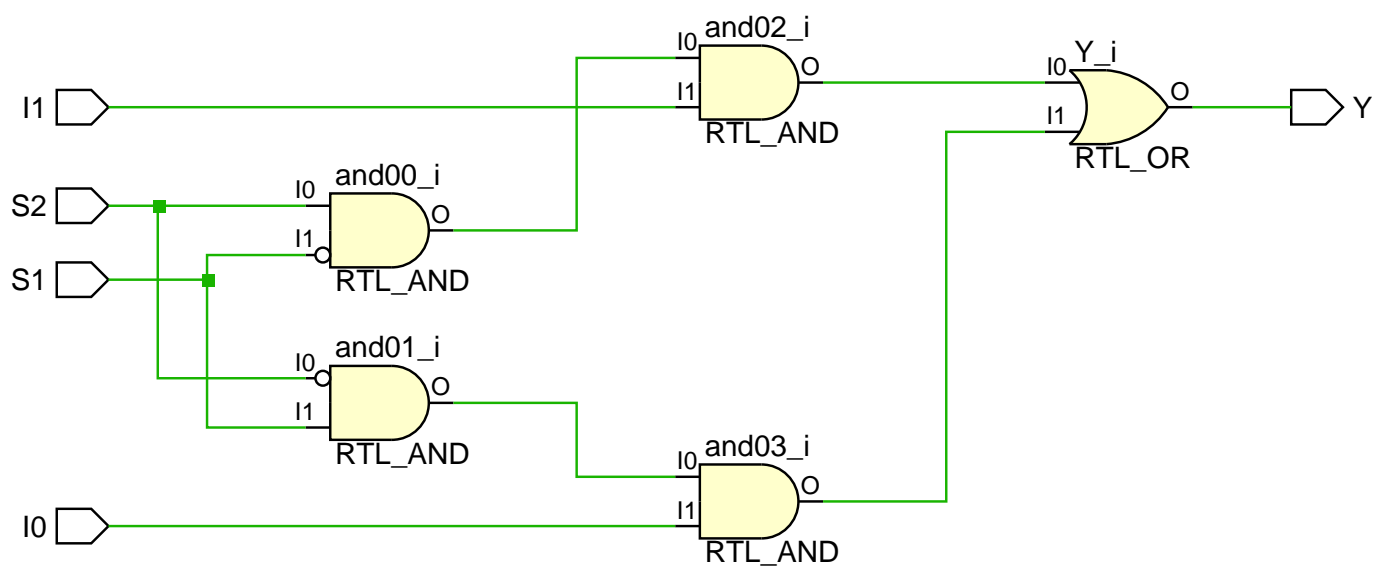 and02_i
I0
I1
O
RTL_AND
Y_i
I0
I1
O
RTL_OR
Y
I1
S2
S1
and00_i
I0
I1
O
RTL_AND
and01_i
I0
I1
O
RTL_AND
and03_i
I0
I1
O
RTL_AND
I0